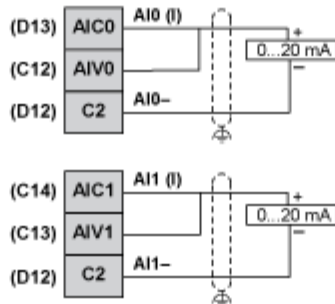 (D13) AIC0 AI0 (I)
+
0...20 mA
(C12) AIV0
–
(D12) C2 AI0–
(C14) AIC1 AI1 (I)
+
0...20 mA
(C13) AIV1
–
(D12) C2 AI1–